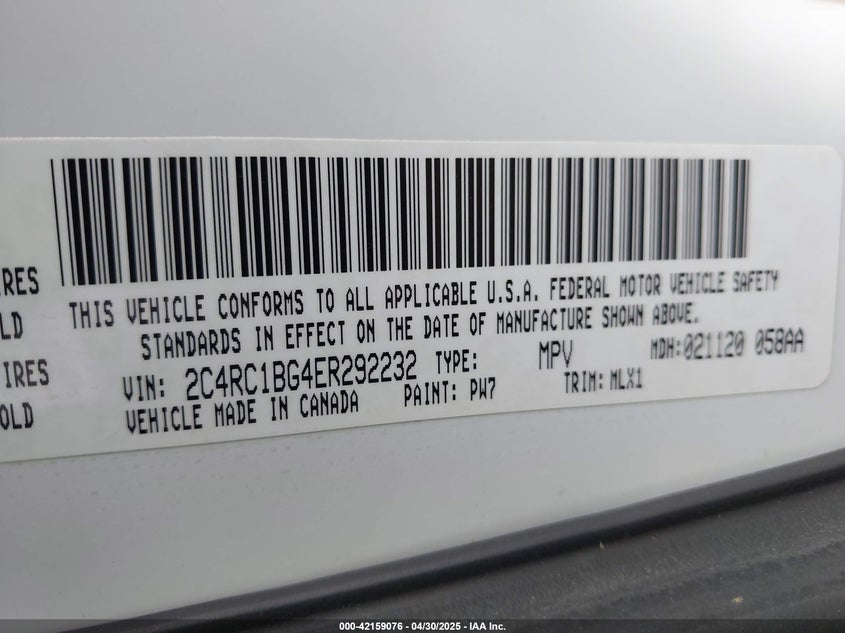 THIS VEHICLE CONFORMS TO ALL APPLICABLE U.S.A. FEDERAL MOTOR VEHICLE SAFETY
STANDARDS IN EFFECT ON THE DATE OF MANUFACTURE SHOWN ABOVE.
IRES
OLD
VIN: 2C4RC1BG4ER292232 TYPE: MPV MDH:021120 058AA
IRES
VEHICLE MADE IN CANADA PAINT: PW7 TRIM: MLX1
OLD
000-42159076 - 04/30/2025 - IAA Inc.